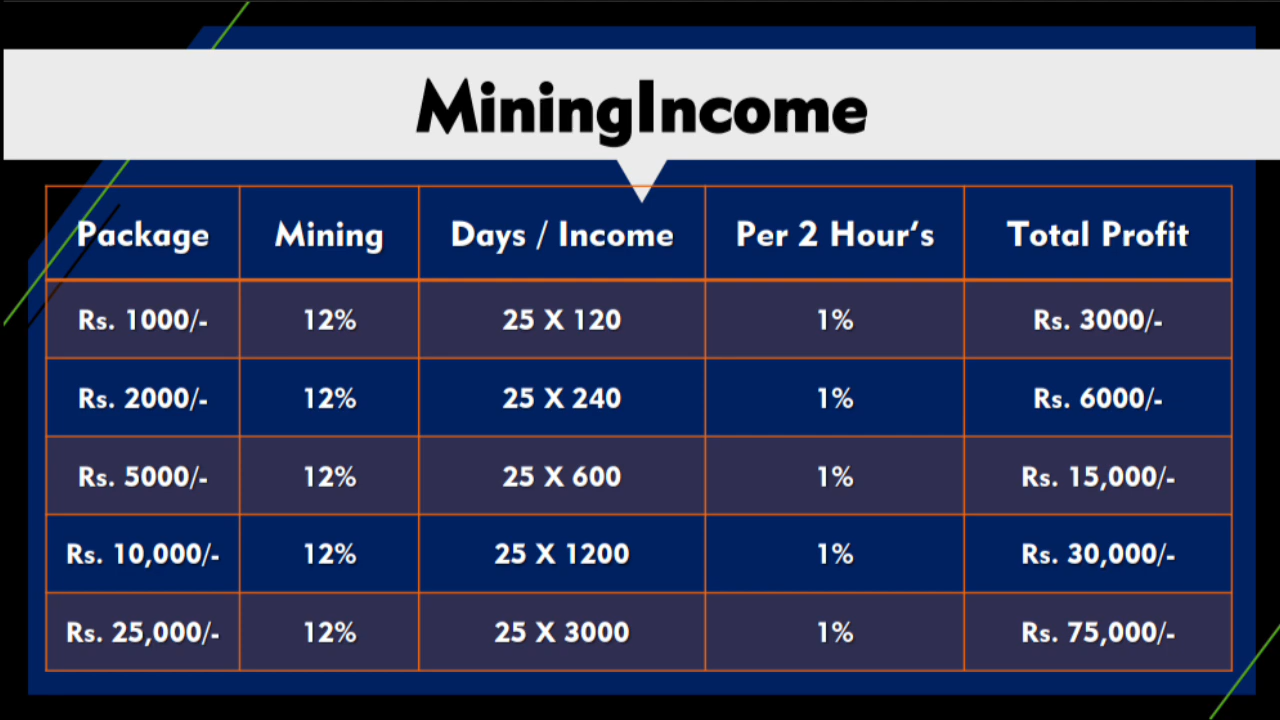 MiningIncome
Package Mining Days / Income Per 2 Hour’s Total Profit
Rs. 1000/- 12% 25 X 120 1% Rs. 3000/-
Rs. 2000/- 12% 25 X 240 1% Rs. 6000/-
Rs. 5000/- 12% 25 X 600 1% Rs. 15,000/-
Rs. 10,000/- 12% 25 X 1200 1% Rs. 30,000/-
Rs. 25,000/- 12% 25 X 3000 1% Rs. 75,000/-